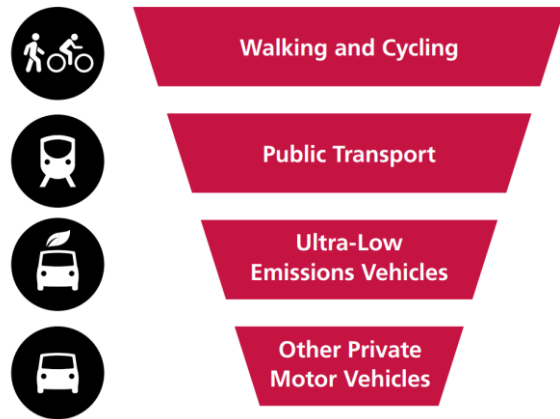 Walking and Cycling
Public Transport
Ultra-Low
Emissions Vehicles
Other Private
Motor Vehicles